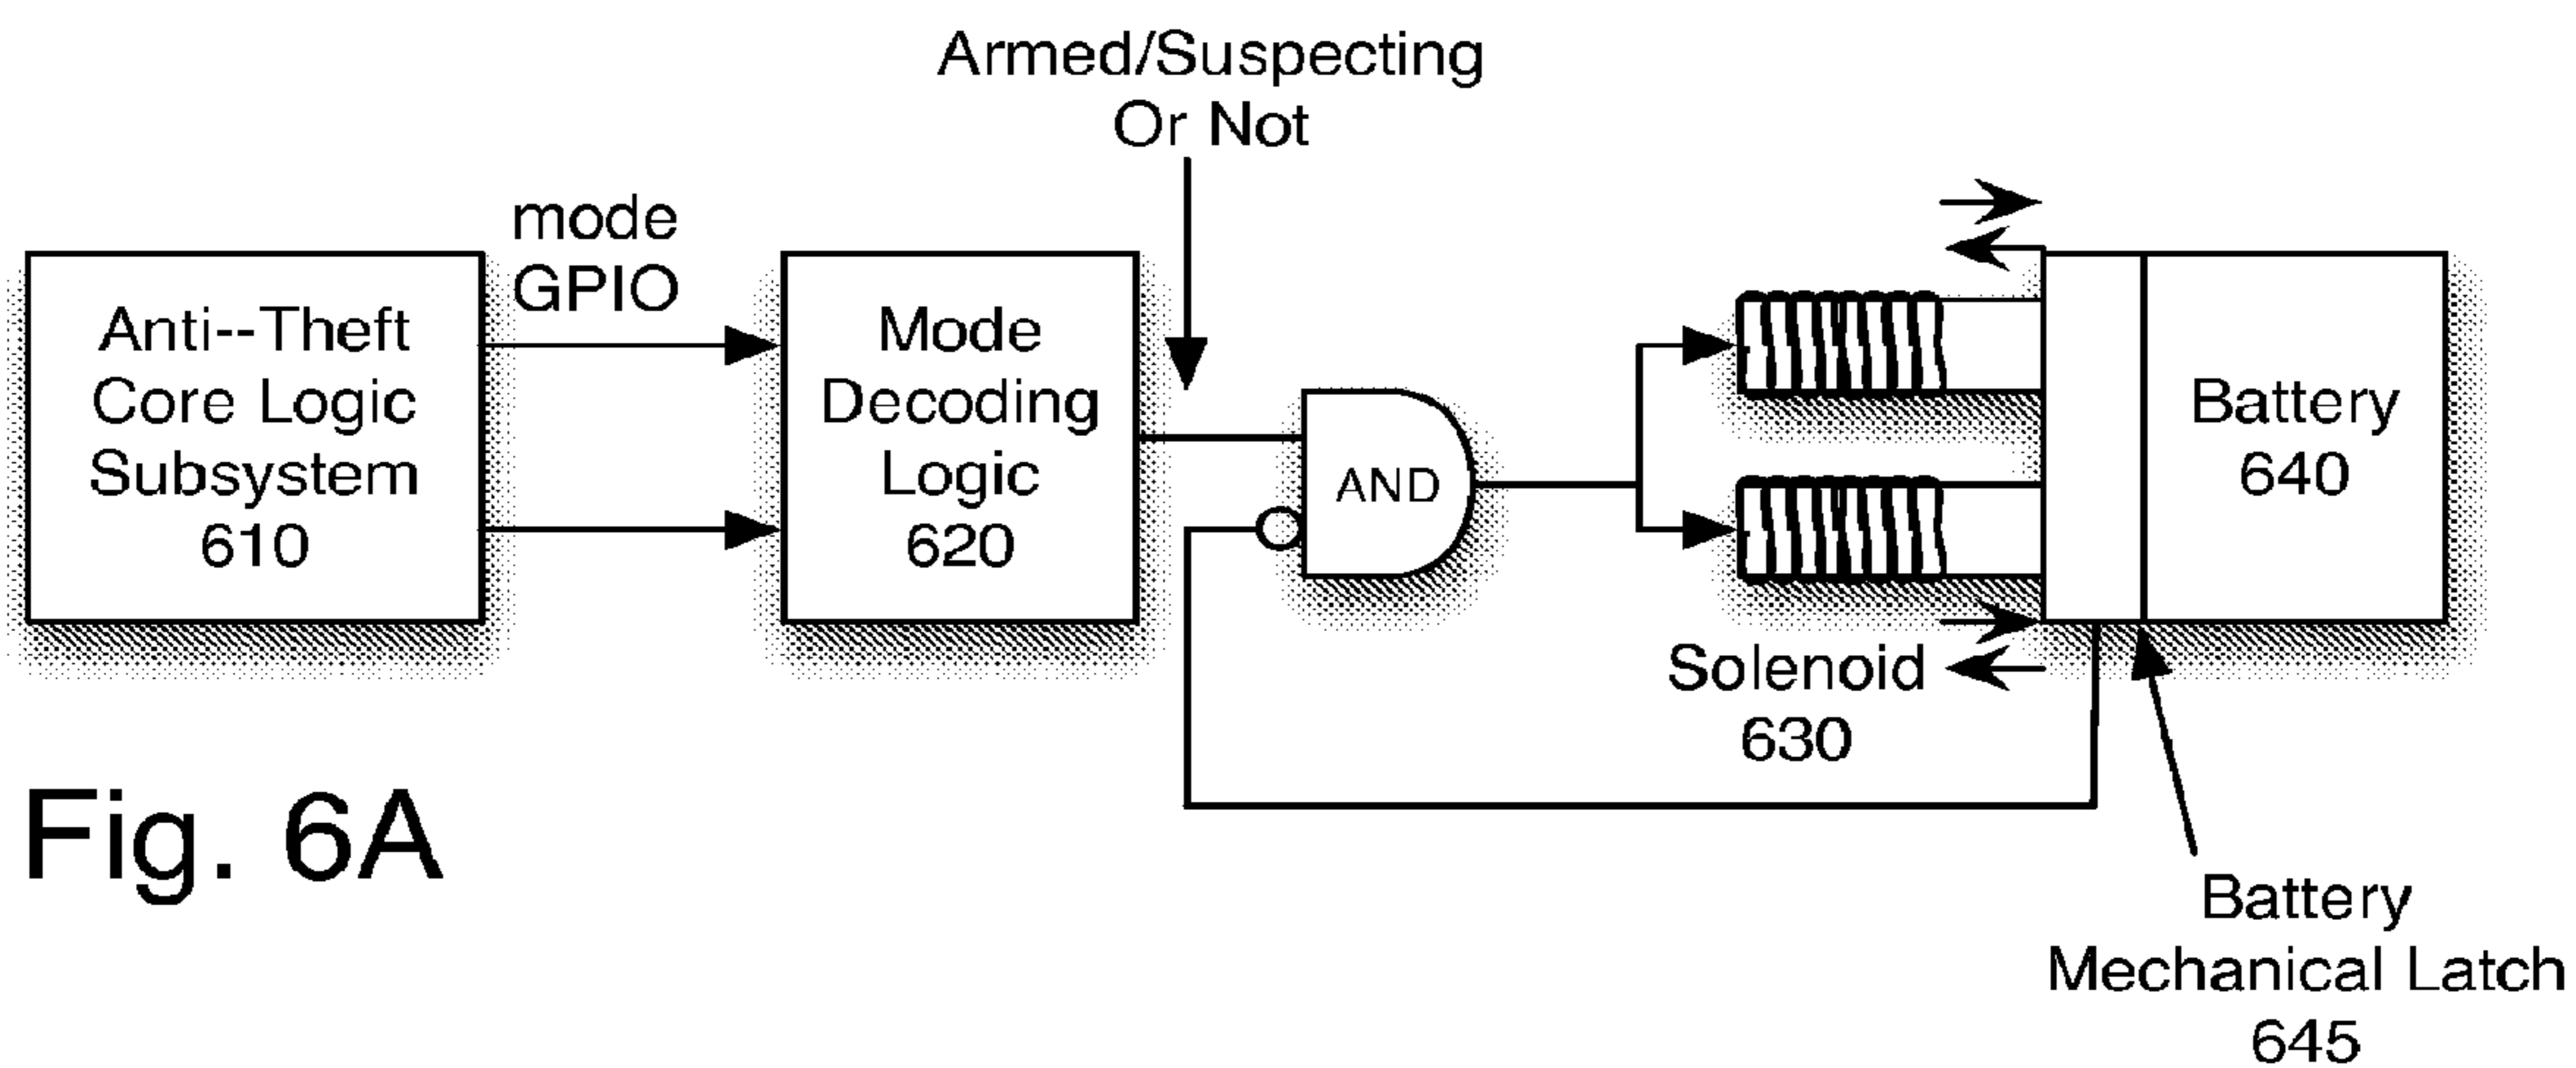 Armed/Suspecting
Or Not
mode
GPIO
Anti--Theft
Core Logic
Subsystem
610
Mode
Decoding
Logic
620
AND
Battery
640
Solenoid
630
Fig. 6A
Battery
Mechanical Latch
645